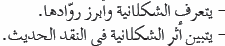 - يتعرف الشكلانية وأبرز روّادها.
- يتبين أثر الشكلانية في النقد الحديث.